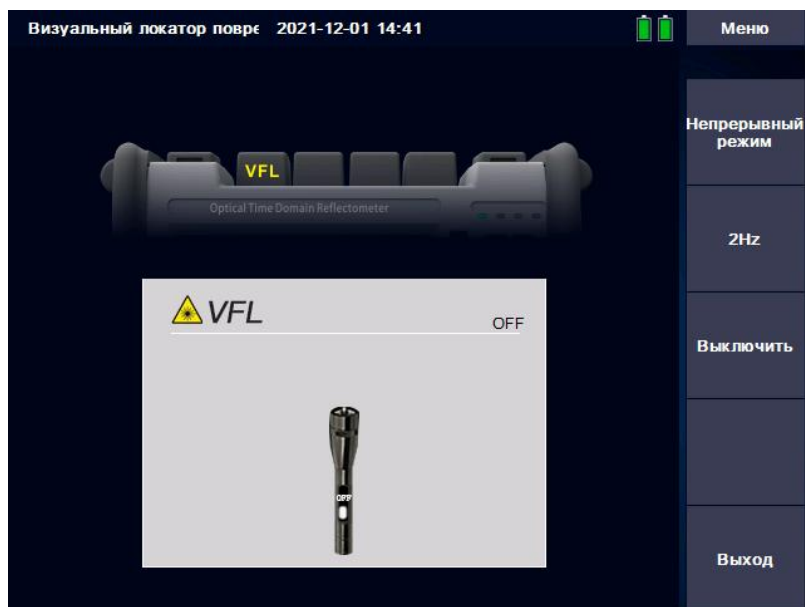 Визуальный локатор повре 2021-12-01 14:41
Меню
Непрерывный
режим
VFL
Optical Time Domain Reflectometer
2Hz
VFL
OFF
Выключить
OFF
Выход